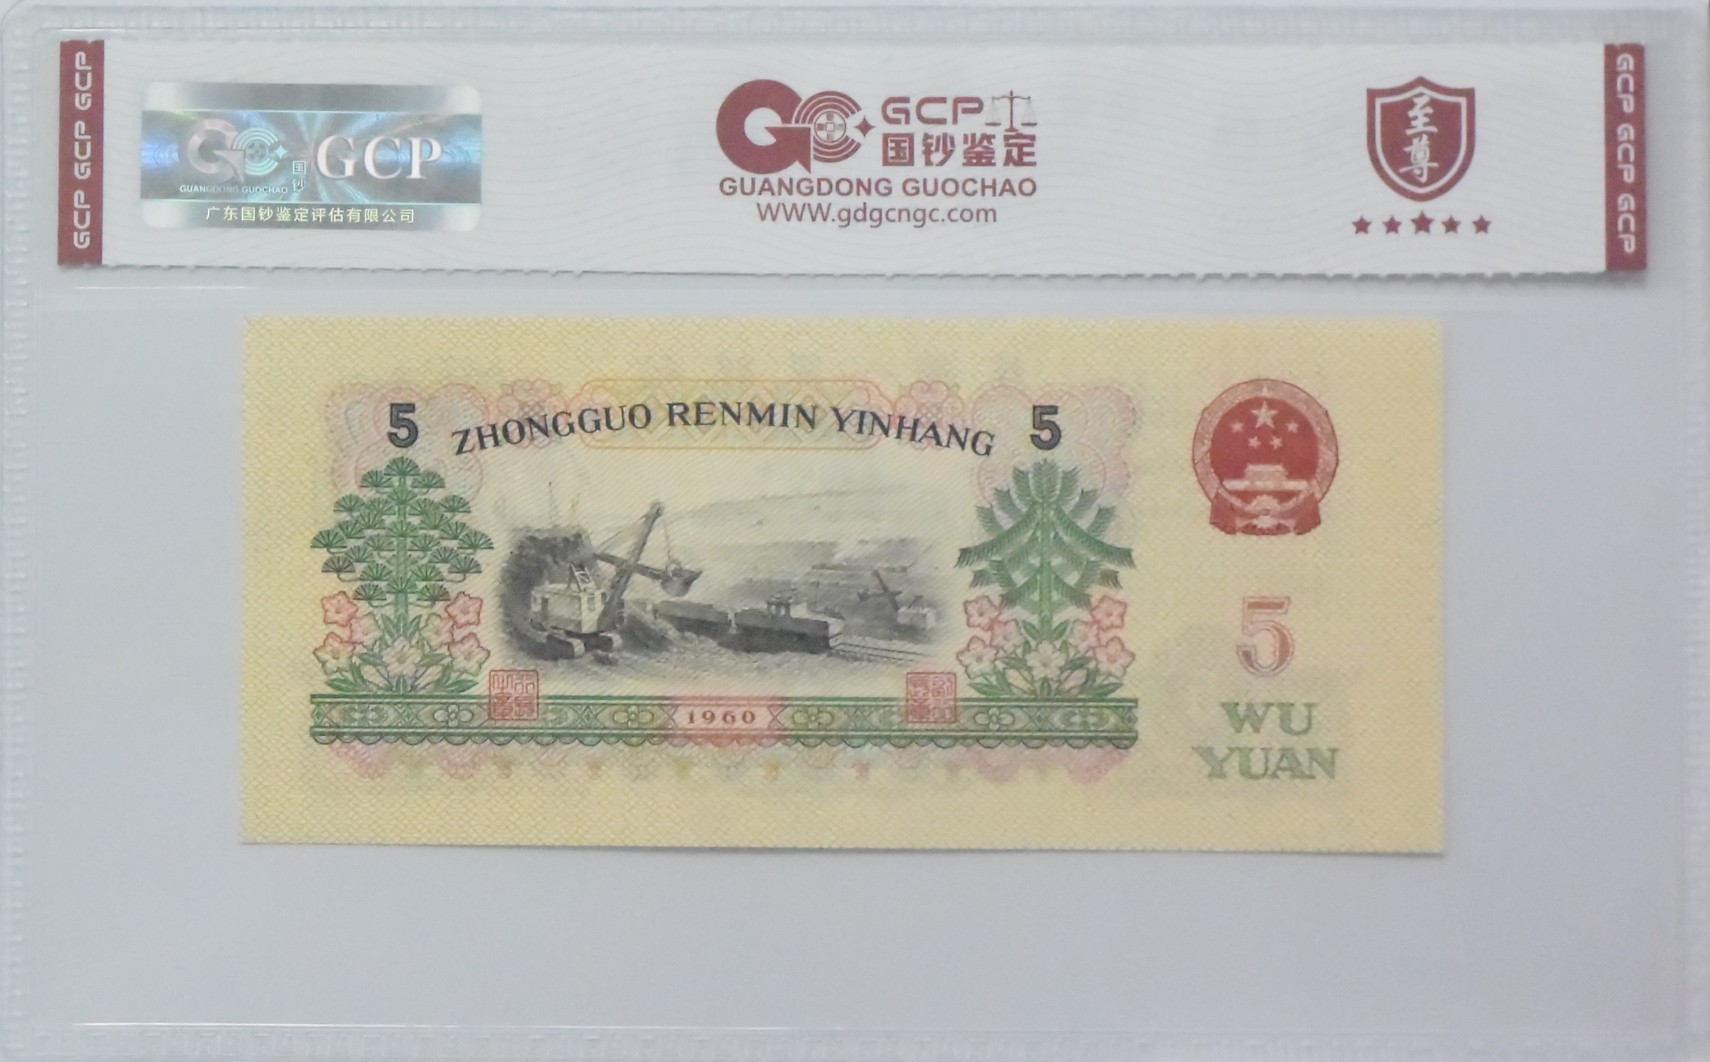 GCP GCP GCP
GCP
国钞
GUANGDONG GUOCHAO
广东国钞鉴定评估有限公司
GCP
国钞鉴定
GUANGDONG GUOCHAO
WWW.gdgcngc.com
至尊
GCP GCP GCP
5 ZHONGGUO RENMIN YINHANG 5
1960
5
WU
YUAN